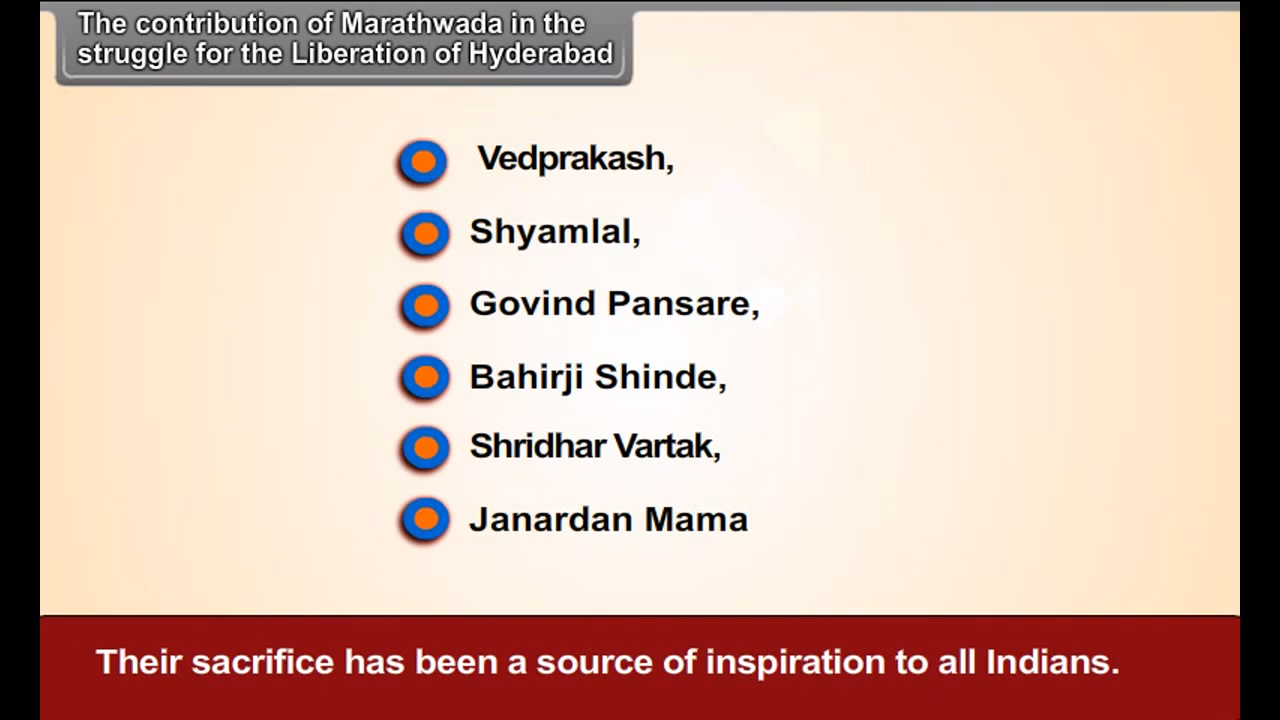 The contribution of Marathwada in the
struggle for the Liberation of Hyderabad
Vedprakash,
Shyamlal,
Govind Pansare,
Bahirji Shinde,
Shridhar Vartak,
Janardan Mama
Their sacrifice has been a source of inspiration to all Indians.